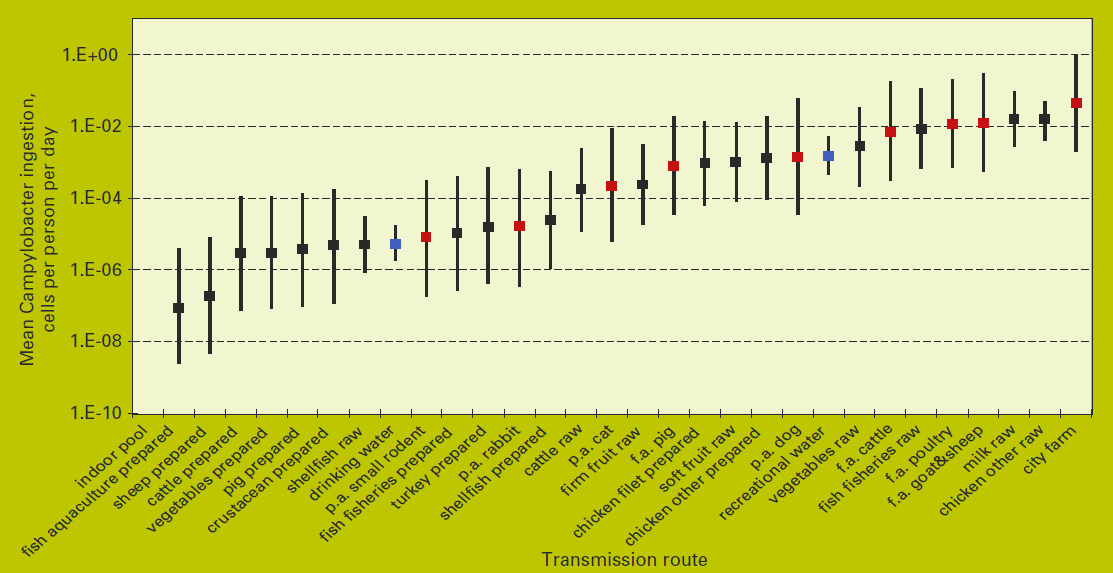 Mean Campylobacter ingestion,
cells per person per day
1.E+00
1.E-02
1.E-04
1.E-06
1.E-08
1.E-10
indoor pool
fish aquaculture prepared
sheep prepared
cattle prepared
vegetables prepared
pig prepared
crustacean prepared
shellfish raw
drinking water
p.a. small rodent
fish fisheries prepared
turkey prepared
p.a. rabbit
shellfish prepared
cattle raw
p.a. cat
firm fruit raw
f.a. pig
chicken filet prepared
soft fruit raw
chicken other prepared
p.a. dog
recreational water
vegetables raw
f.a. cattle
fish fisheries raw
f.a. poultry
f.a. goat&sheep
milk raw
chicken other raw
city farm
Transmission route